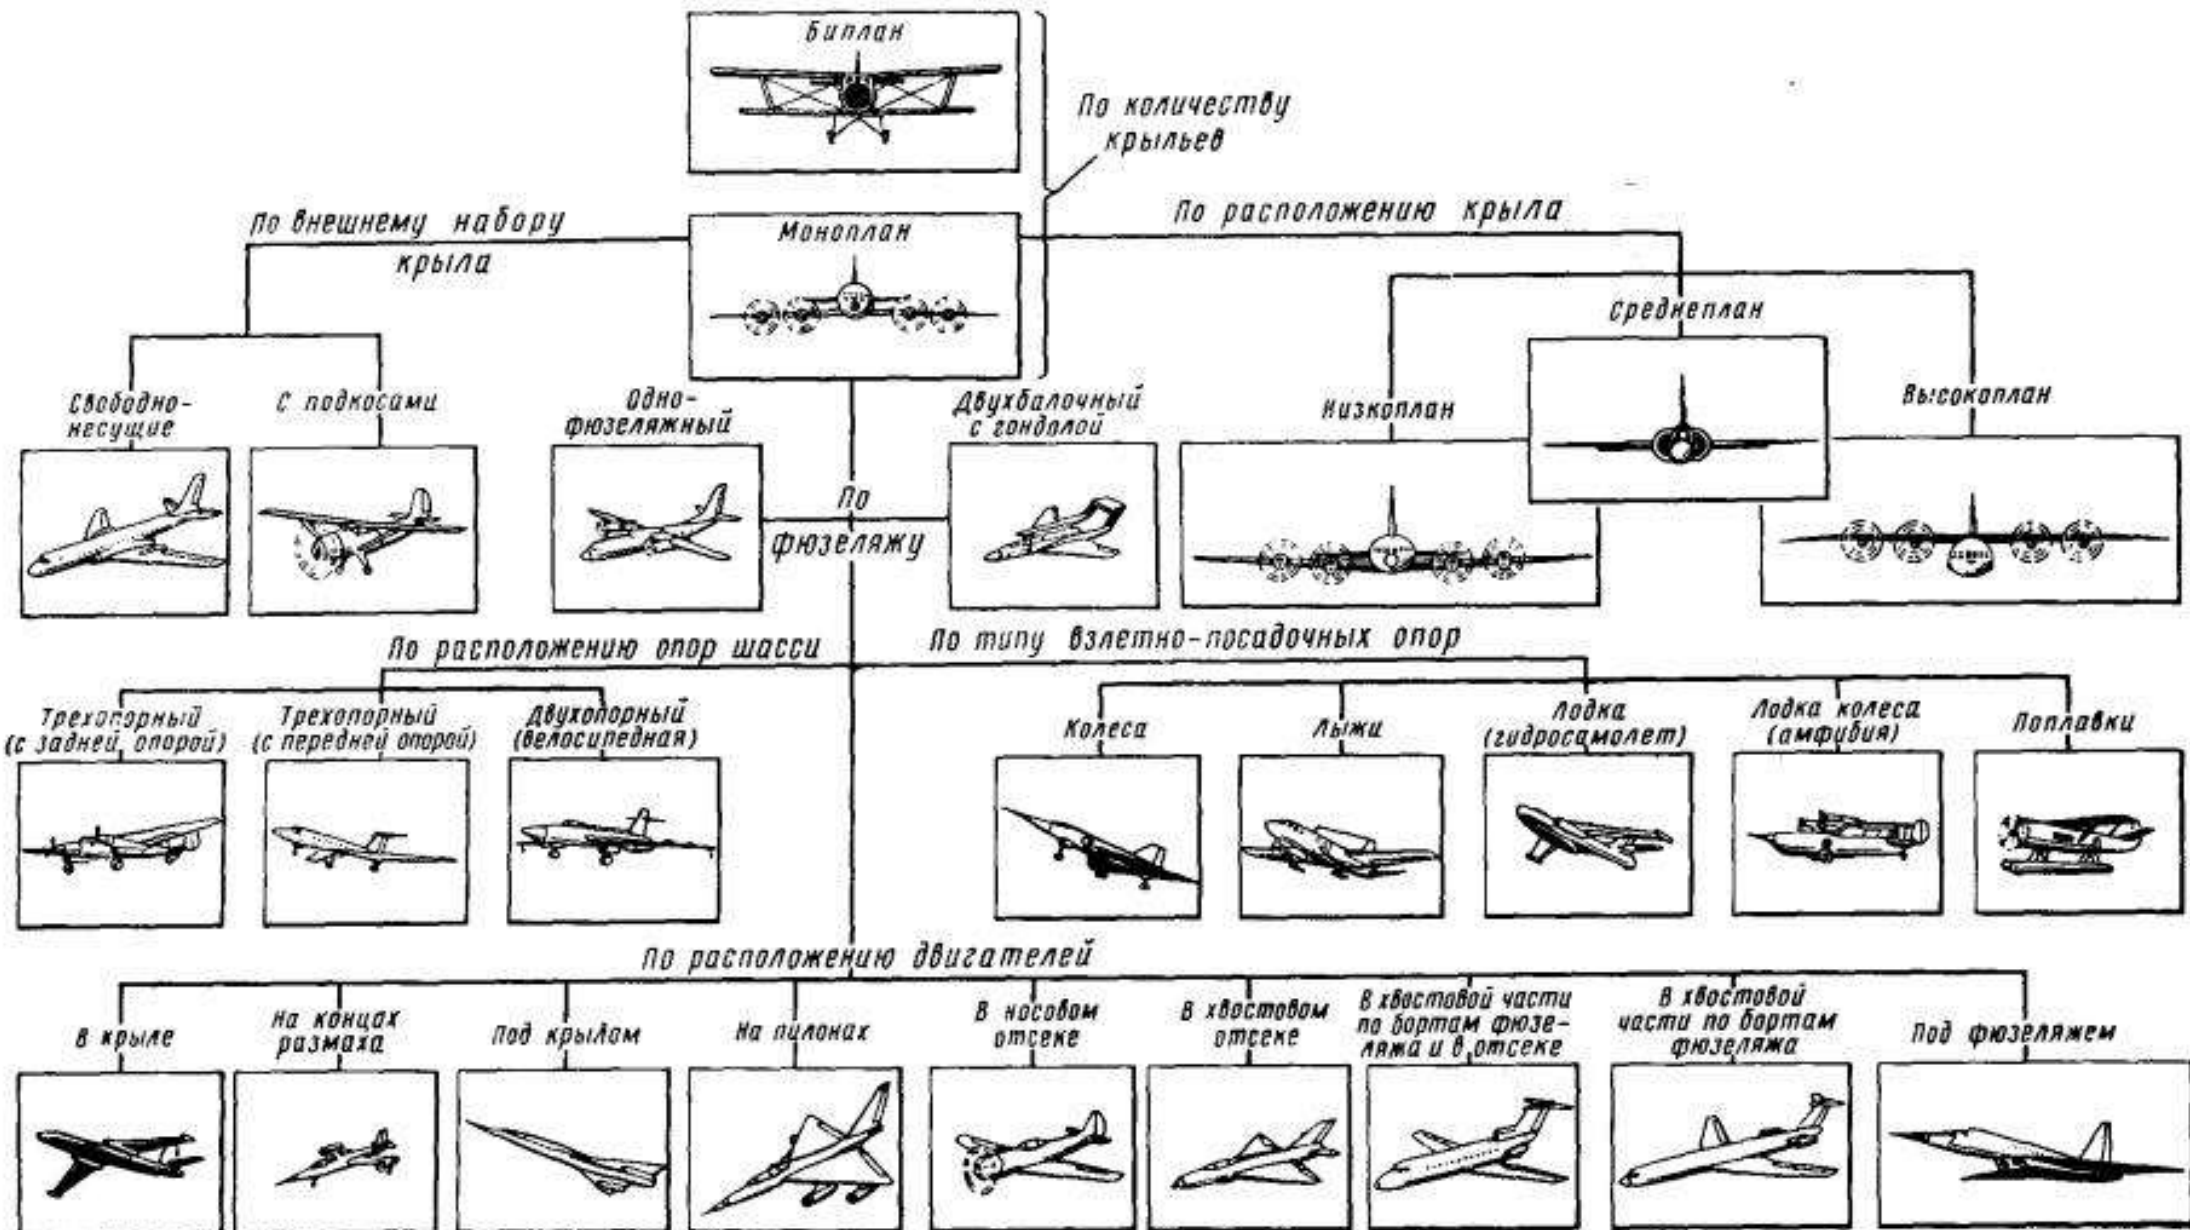 Биплан
По количеству
крыльев
По внешнему набору
крыла
Моноплан
По расположению крыла
Среднеплан
Свободно-
несущие
С подкосами
Одно-
фюзеляжный
Двухбалочный
с гондолой
Низкоплан
Высокоплан
По
фюзеляжу
По расположению опор шасси
По типу взлетно-посадочных опор
Трехопорный
(с задней опорой)
Трехопорный
(с передней опорой)
Двухопорный
(велосипедная)
Колеса
Лыжи
Лодка
(гидросамолет)
Лодка колеса
(амфибия)
Поплавки
По расположению двигателей
В крыле
На концах
размаха
Под крылом
На пилонах
В носовом
отсеке
В хвостовом
отсеке
В хвостовой части
по бортам фюзе-
ляжа и в отсеке
В хвостовой
части по бортам
фюзеляжа
Под фюзеляжем